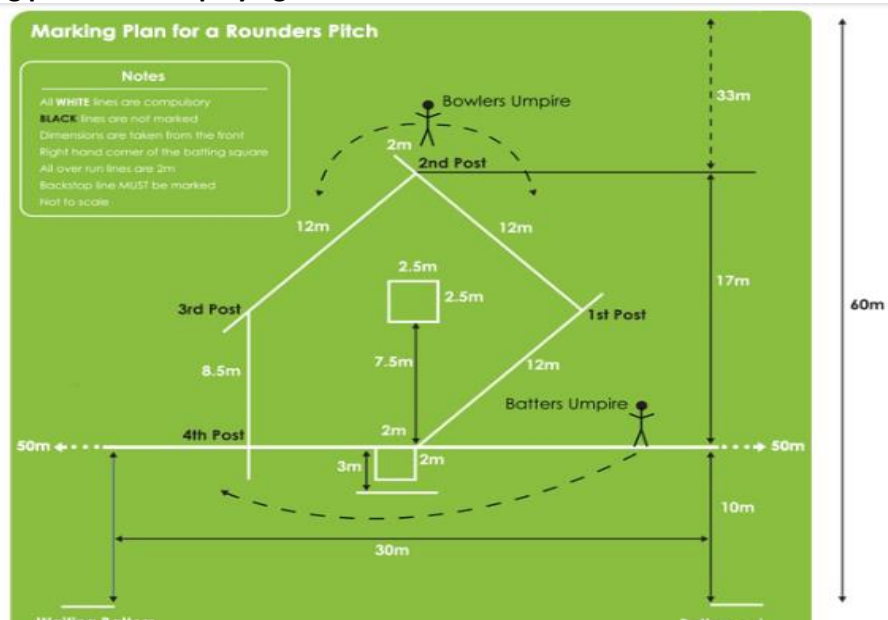 Marking Plan for a Rounders Pitch
Notes
All WHITE lines are compulsory
BLACK lines are not marked
Dimensions are taken from the front
Right hand corner of the batting square
All over run lines are 2m
Backstop line MUST be marked
Not to scale
33m
Bowlers Umpire
2m
2nd Post
12m
12m
2.5m
2.5m
17m
60m
3rd Post
1st Post
7.5m
12m
8.5m
Batters Umpire
4th Post
2m
50m
50m
2m
3m
10m
30m